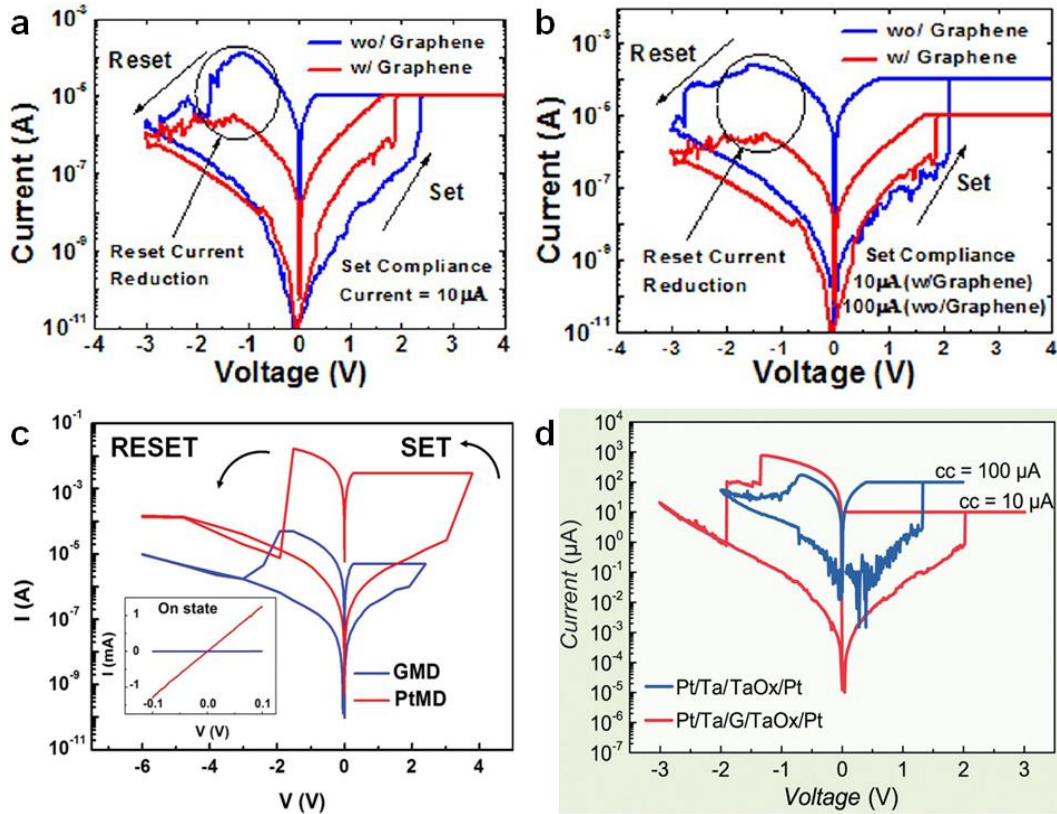 a
10⁻³
10⁻⁶
10⁻⁷
10⁻⁹
10⁻¹¹
Current (A)
Reset
wo/ Graphene
w/ Graphene
Set
Reset Current
Reduction
Set Compliance
Current = 10 μA
-4 -3 -2 -1 0 1 2 3 4
Voltage (V)
b
10⁻³
10⁻⁶
10⁻⁷
10⁻⁸
10⁻¹¹
Current (A)
Reset
wo/ Graphene
w/ Graphene
Set
Reset Current
Reduction
Set Compliance
10μA (w/Graphene)
100μA (wo/Graphene)
-4 -3 -2 -1 0 1 2 3 4
Voltage (V)
c
10⁻¹
10⁻³
10⁻⁵
10⁻⁷
10⁻⁹
10⁻¹¹
I (A)
RESET
SET
On state
1
0
-1
I (mA)
-0.1 0.0 0.1
V (V)
GMD
PtMD
-6 -4 -2 0 2 4
V (V)
d
10⁴
10³
10²
10¹
10⁰
10⁻¹
10⁻²
10⁻³
10⁻⁴
10⁻⁵
10⁻⁶
10⁻⁷
Current (μA)
cc = 100 μA
cc = 10 μA
Pt/Ta/TaOx/Pt
Pt/Ta/G/TaOx/Pt
-3 -2 -1 0 1 2 3
Voltage (V)